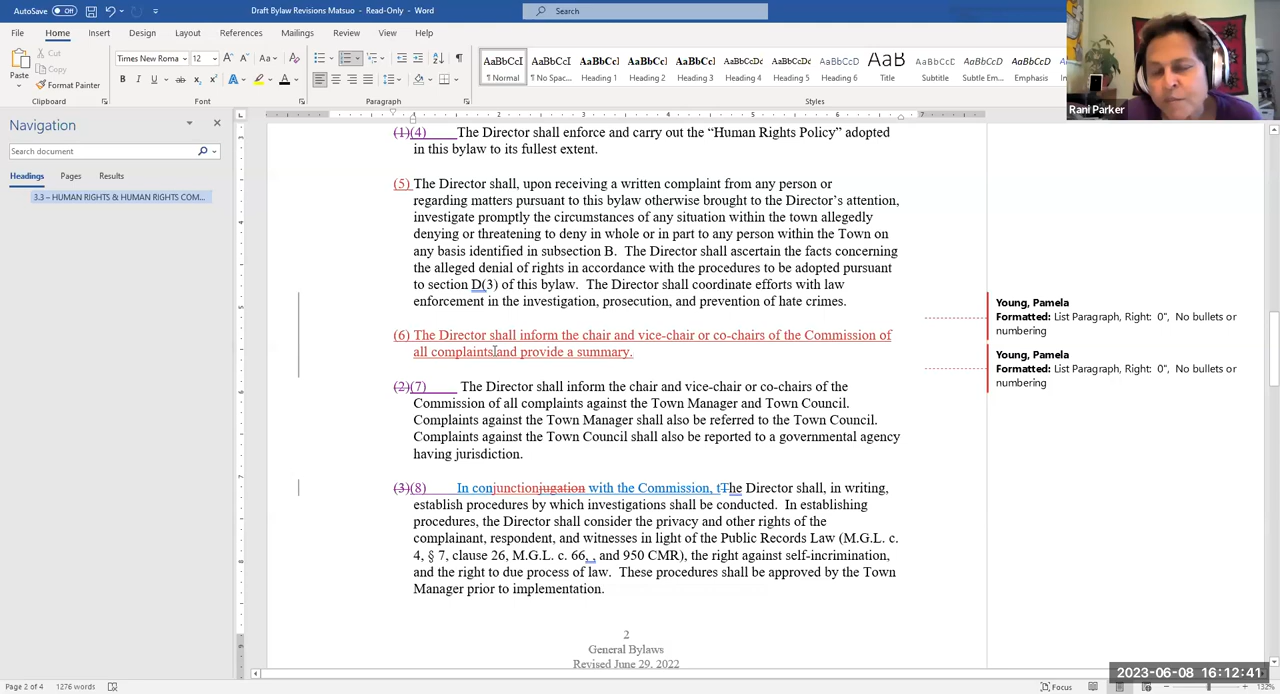 AutoSave Off Draft Bylaw Revisions Matsuo - Read-Only - Word Search
File Home Insert Design Layout References Mailings Review View Help
Paste Cut Copy Format Painter
Times New Roma 12
¶ Normal ¶ No Spac... Heading 1 Heading 2 Heading 3 Heading 4 Heading 5 Heading 6 Title Subtitle Subtle Em... Emphasis
Clipboard Font Paragraph Styles
Rani Parker
Navigation
Search document
Headings Pages Results
3.3 – HUMAN RIGHTS & HUMAN RIGHTS COM...
(1)(4) The Director shall enforce and carry out the “Human Rights Policy” adopted
in this bylaw to its fullest extent.
(5) The Director shall, upon receiving a written complaint from any person or
regarding matters pursuant to this bylaw otherwise brought to the Director’s attention,
investigate promptly the circumstances of any situation within the town allegedly
denying or threatening to deny in whole or in part to any person within the Town on
any basis identified in subsection B. The Director shall ascertain the facts concerning
the alleged denial of rights in accordance with the procedures to be adopted pursuant
to section D(3) of this bylaw. The Director shall coordinate efforts with law
enforcement in the investigation, prosecution, and prevention of hate crimes.
(6) The Director shall inform the chair and vice-chair or co-chairs of the Commission of
all complaints and provide a summary.
(2)(7) The Director shall inform the chair and vice-chair or co-chairs of the
Commission of all complaints against the Town Manager and Town Council.
Complaints against the Town Manager shall also be referred to the Town Council.
Complaints against the Town Council shall also be reported to a governmental agency
having jurisdiction.
(3)(8) In conjunctionjugation with the Commission, tThe Director shall, in writing,
establish procedures by which investigations shall be conducted. In establishing
procedures, the Director shall consider the privacy and other rights of the
complainant, respondent, and witnesses in light of the Public Records Law (M.G.L. c.
4, § 7, clause 26, M.G.L. c. 66, , and 950 CMR), the right against self-incrimination,
and the right to due process of law. These procedures shall be approved by the Town
Manager prior to implementation.
2
General Bylaws
Revised June 29, 2022
Young, Pamela
Formatted: List Paragraph, Right: 0", No bullets or
numbering
Young, Pamela
Formatted: List Paragraph, Right: 0", No bullets or
numbering
2023-06-08 16:12:41
Page 2 of 4 1276 words Focus 132%